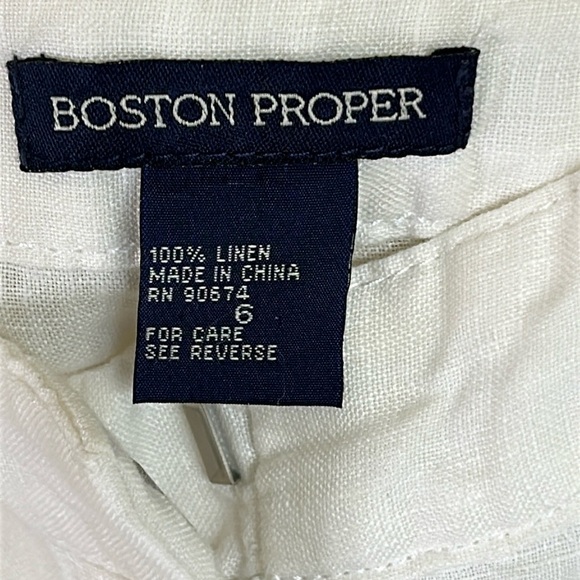 BOSTON PROPER
100% LINEN
MADE IN CHINA
RN 90674
6
FOR CARE
SEE REVERSE